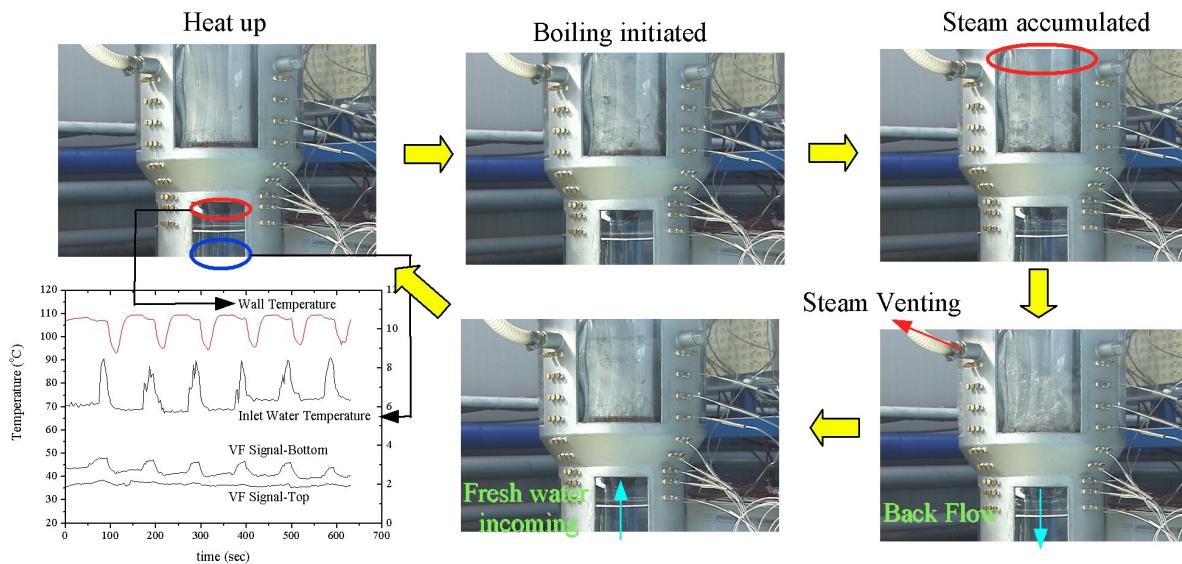 Heat up
Boiling initiated
Steam accumulated
Steam Venting
Back Flow
Fresh water
incoming
Wall Temperature
Inlet Water Temperature
VF Signal-Bottom
VF Signal-Top
Temperature (°C)
120
110
100
90
80
70
60
50
40
30
20
12
10
8
6
4
2
0
0 100 200 300 400 500 600 700
time (sec)